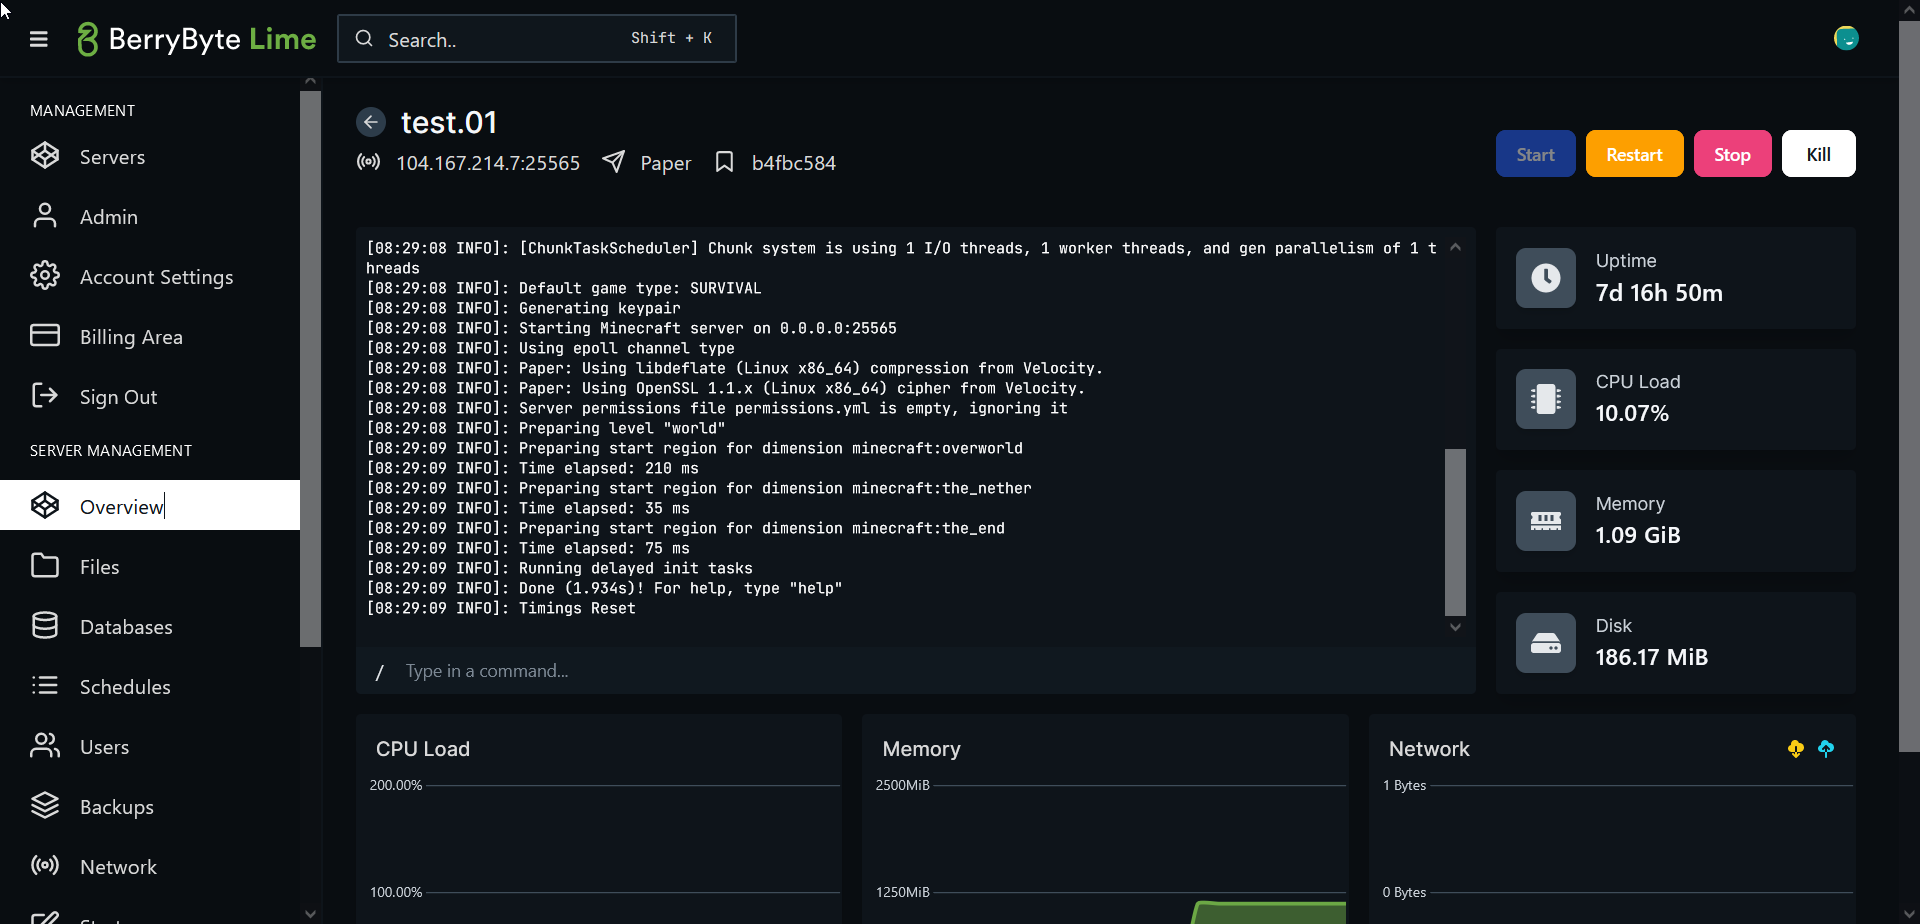 BerryByte Lime
Search..
Shift + K
MANAGEMENT
Servers
Admin
Account Settings
Billing Area
Sign Out
SERVER MANAGEMENT
Overview
Files
Databases
Schedules
Users
Backups
Network
test.01
104.167.214.7:25565 Paper b4fbc584
Start Restart Stop Kill
[08:29:08 INFO]: [ChunkTaskScheduler] Chunk system is using 1 I/O threads, 1 worker threads, and gen parallelism of 1 t
hreads
[08:29:08 INFO]: Default game type: SURVIVAL
[08:29:08 INFO]: Generating keypair
[08:29:08 INFO]: Starting Minecraft server on 0.0.0.0:25565
[08:29:08 INFO]: Using epoll channel type
[08:29:08 INFO]: Paper: Using libdeflate (Linux x86_64) compression from Velocity.
[08:29:08 INFO]: Paper: Using OpenSSL 1.1.x (Linux x86_64) cipher from Velocity.
[08:29:08 INFO]: Server permissions file permissions.yml is empty, ignoring it
[08:29:08 INFO]: Preparing level "world"
[08:29:09 INFO]: Preparing start region for dimension minecraft:overworld
[08:29:09 INFO]: Time elapsed: 210 ms
[08:29:09 INFO]: Preparing start region for dimension minecraft:the_nether
[08:29:09 INFO]: Time elapsed: 35 ms
[08:29:09 INFO]: Preparing start region for dimension minecraft:the_end
[08:29:09 INFO]: Time elapsed: 75 ms
[08:29:09 INFO]: Running delayed init tasks
[08:29:09 INFO]: Done (1.934s)! For help, type "help"
[08:29:09 INFO]: Timings Reset
/ Type in a command...
Uptime
7d 16h 50m
CPU Load
10.07%
Memory
1.09 GiB
Disk
186.17 MiB
CPU Load
200.00%
100.00%
Memory
2500MiB
1250MiB
Network
1 Bytes
0 Bytes